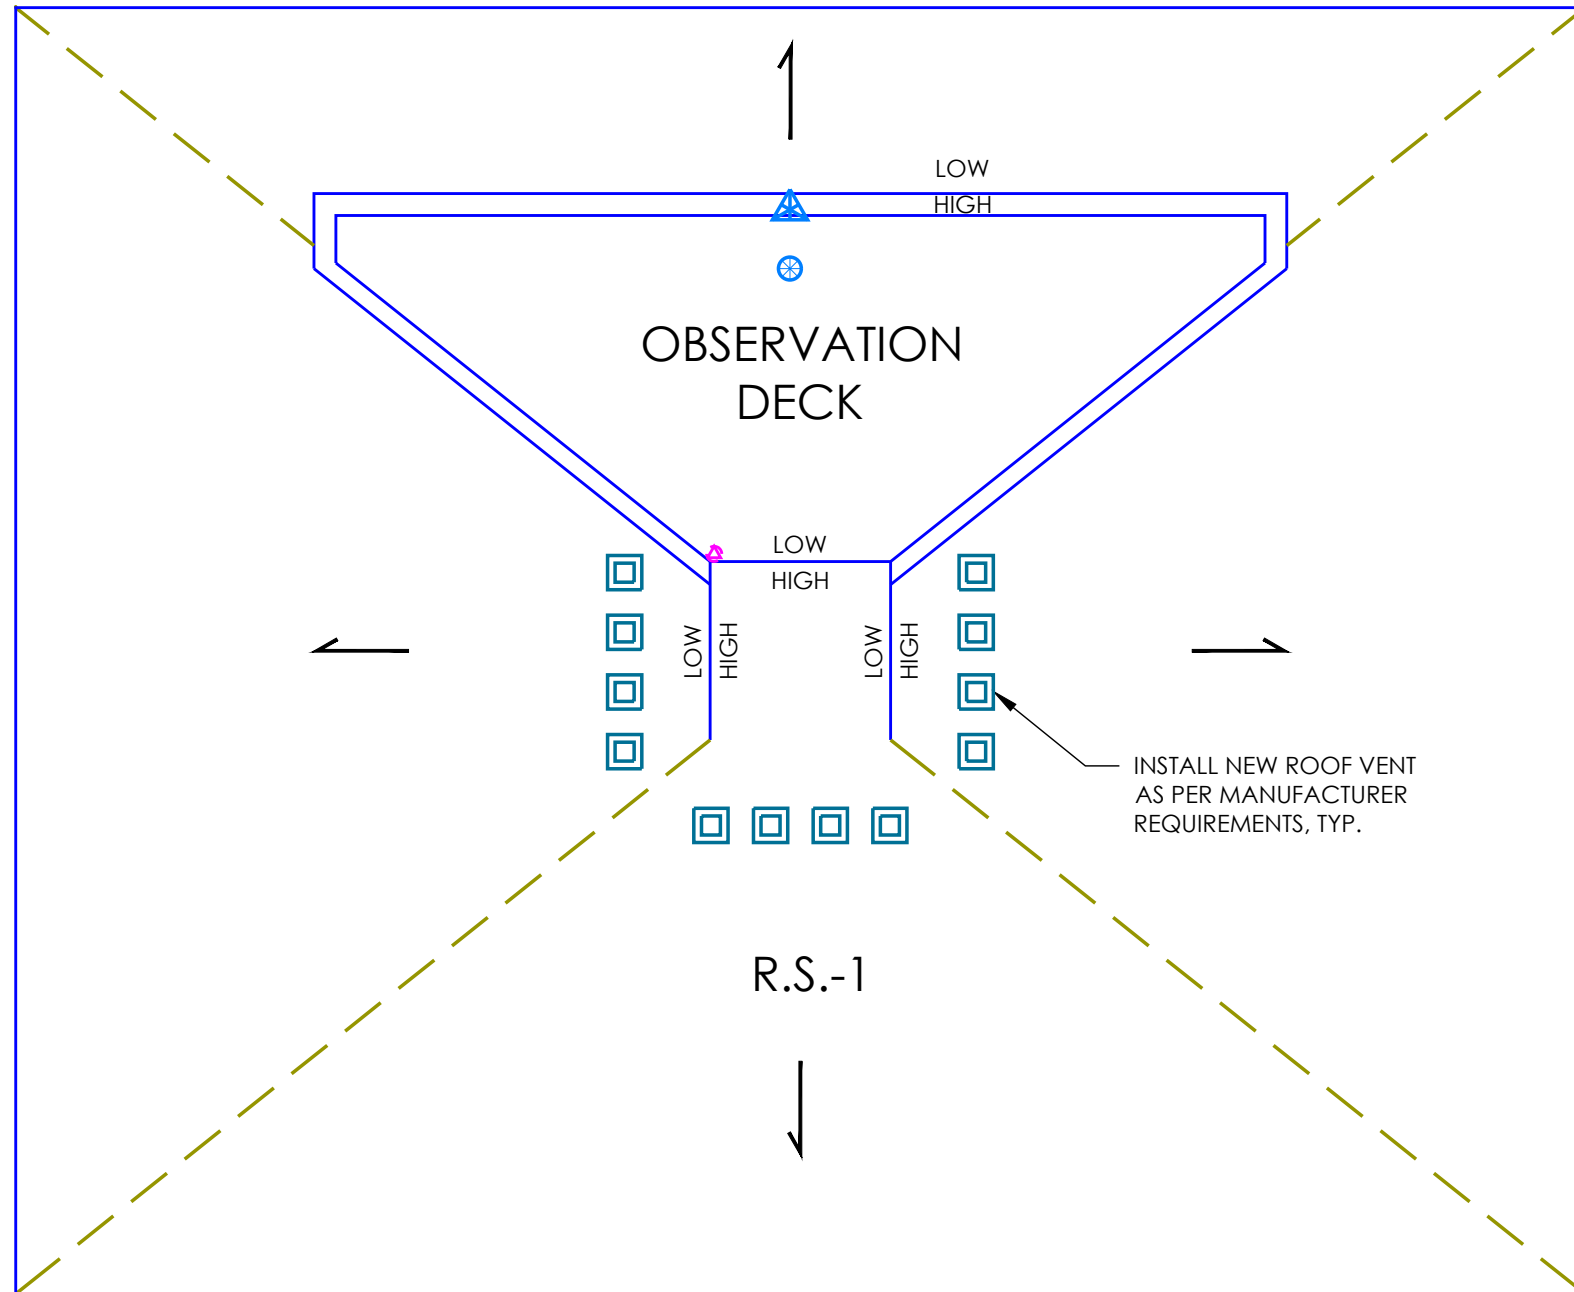 LOW
HIGH
OBSERVATION
DECK
LOW
HIGH
LOW
HIGH
LOW
HIGH
INSTALL NEW ROOF VENT
AS PER MANUFACTURER
REQUIREMENTS, TYP.
R.S.-1